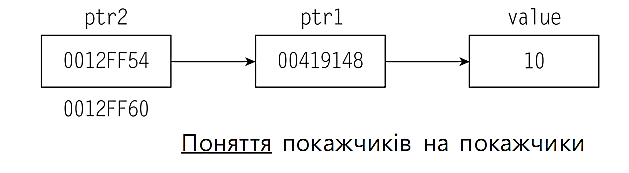 ptr2 ptr1 value
0012FF54 00419148 10
0012FF60
Поняття покажчиків на покажчики